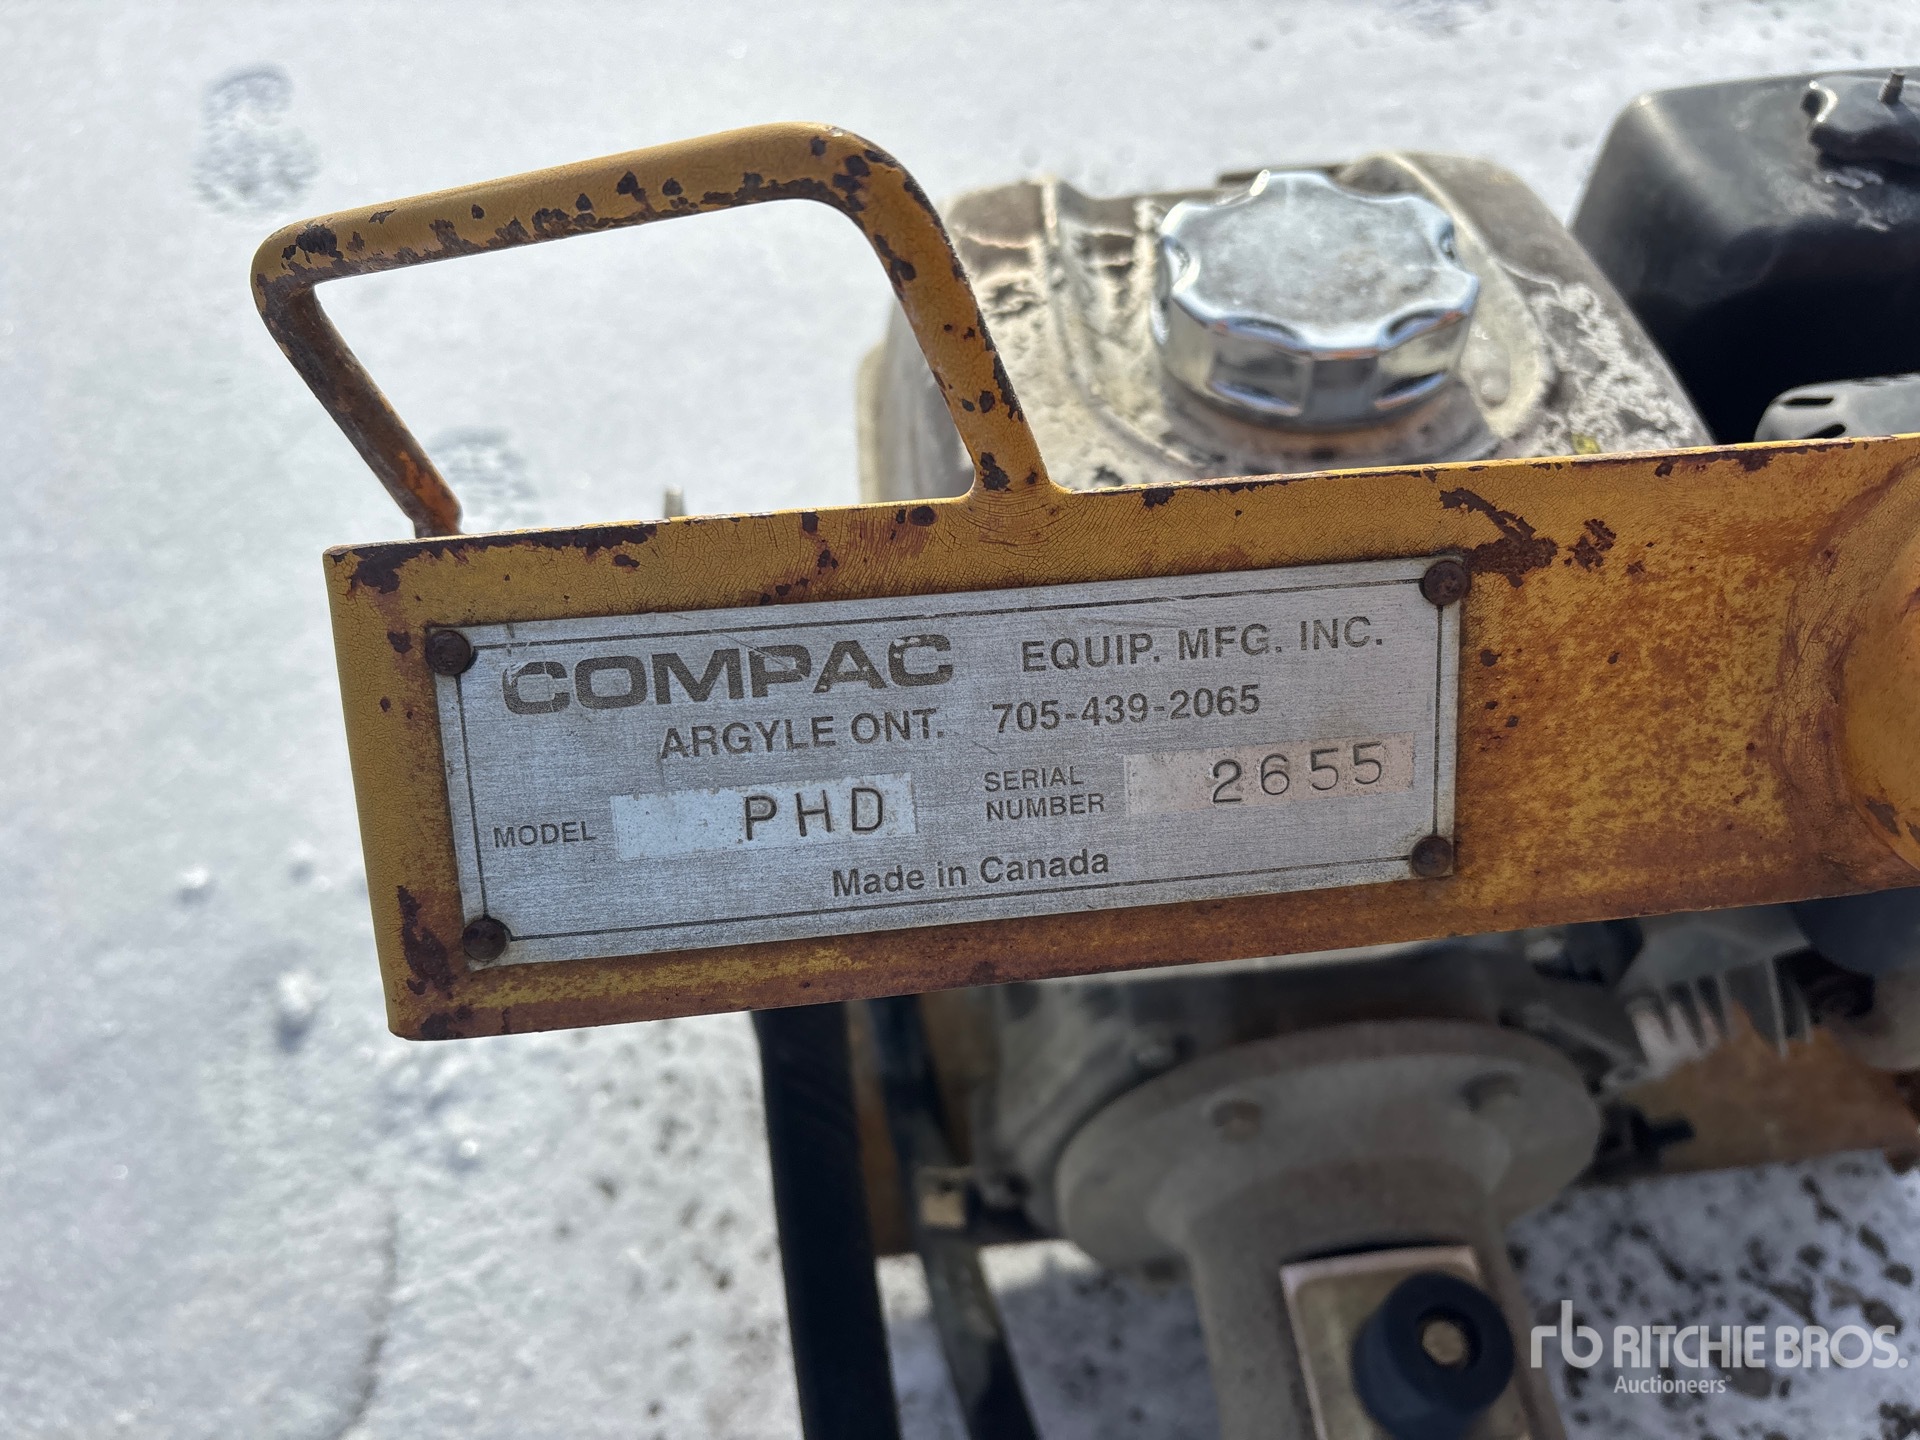 COMPAC EQUIP. MFG. INC.
ARGYLE ONT. 705-439-2065
MODEL PHD SERIAL NUMBER 2655
Made in Canada
rb RITCHIE BROS.
Auctioneers